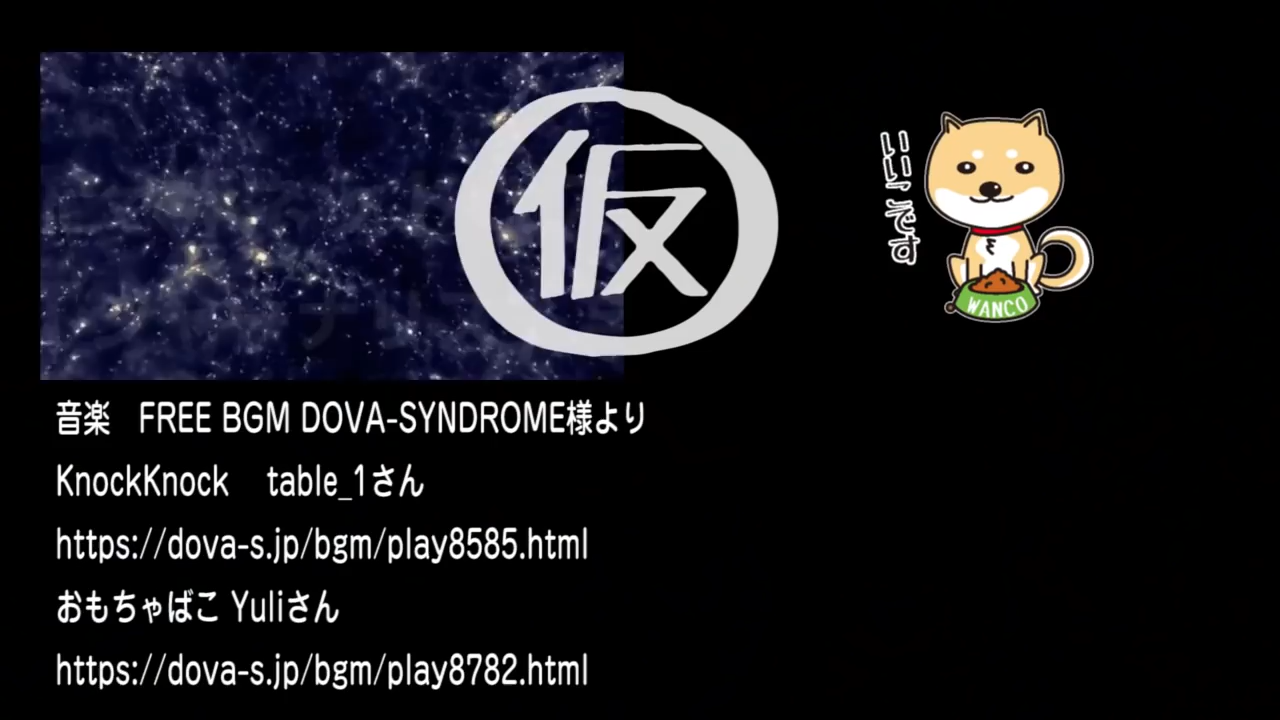 仮
いいこです
WANCO
音楽　FREE BGM DOVA-SYNDROME様より
KnockKnock　table_1さん
https://dova-s.jp/bgm/play8585.html
おもちゃばこ Yuliさん
https://dova-s.jp/bgm/play8782.html